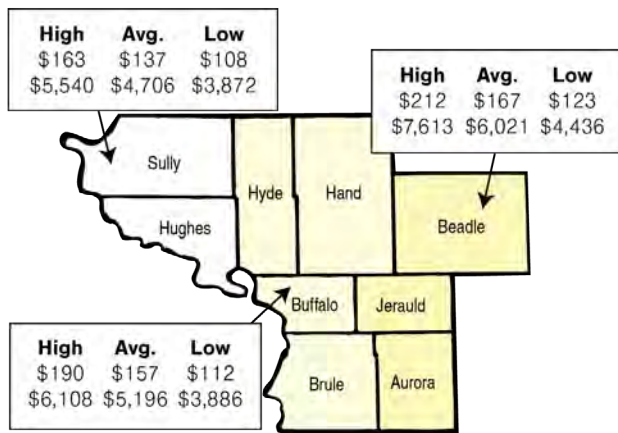 High Avg. Low
$163 $137 $108
$5,540 $4,706 $3,872
High Avg. Low
$212 $167 $123
$7,613 $6,021 $4,436
Sully
Hyde
Hand
Hughes
Beadle
Buffalo
Jerauld
High Avg. Low
$190 $157 $112
$6,108 $5,196 $3,886
Brule
Aurora